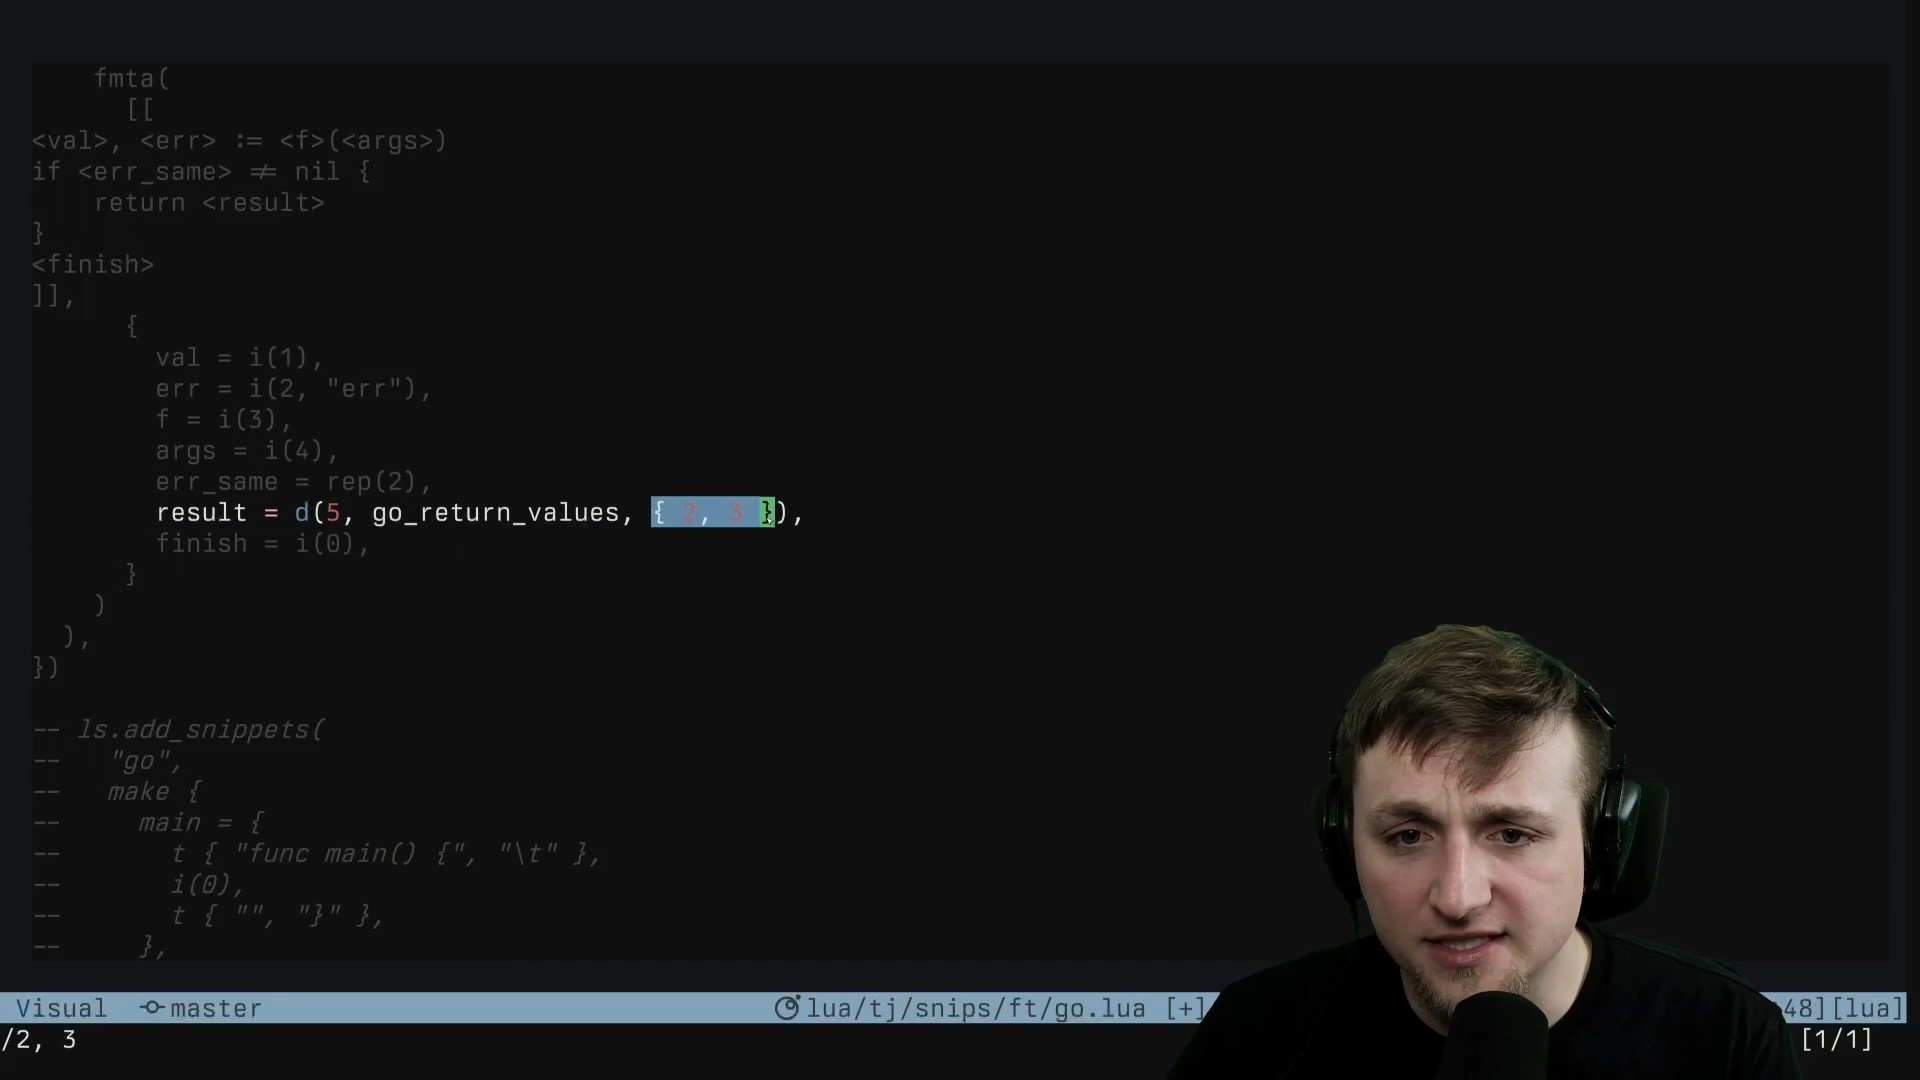 fmta(
      [[
<val>, <err> := <f>(<args>)
if <err_same> ≠ nil {
    return <result>
}
<finish>
]],
      {
        val = i(1),
        err = i(2, "err"),
        f = i(3),
        args = i(4),
        err_same = rep(2),
        result = d(5, go_return_values, { 2, 3 }),
        finish = i(0),
      }
    )
  ),
})
-- ls.add_snippets(
--   "go",
--   make {
--     main = {
--       t { "func main() {", "\t" },
--       i(0),
--       t { "", "}" },
--     },
Visual master lua/tj/snips/ft/go.lua [+] 48][lua]
/2, 3 [1/1]